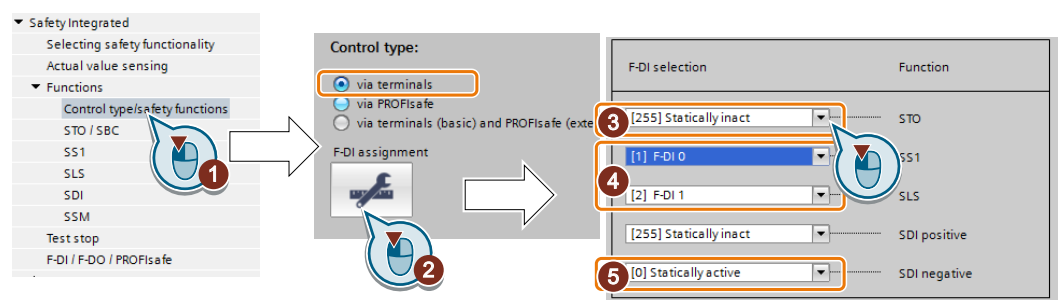 Safety Integrated
Selecting safety functionality
Actual value sensing
Functions
Control type/safety functions
STO / SBC
SS1
SLS
SDI
SSM
Test stop
F-DI / F-DO / PROFIsafe
1
Control type:
via terminals
via PROFIsafe
via terminals (basic) and PROFIsafe (exte
F-DI assignment
2
F-DI selection
Function
3
[255] Statically inact
STO
4
[1] F-DI 0
SS1
[2] F-DI 1
SLS
[255] Statically inact
SDI positive
5
[0] Statically active
SDI negative